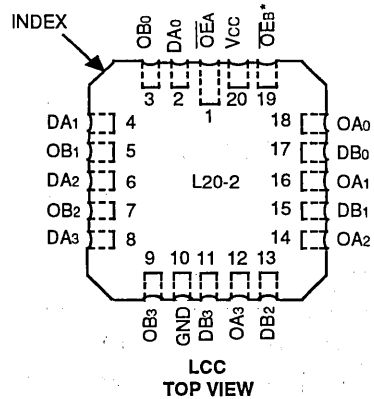 INDEX
OB0 DA0 OEA VCC OEB*
3 2 1 20 19
DA1 4 18 OA0
OB1 5 17 DB0
DA2 6 L20-2 16 OA1
OB2 7 15 DB1
DA3 8 14 OA2
9 10 11 12 13
OB3 GND DB3 OA3 DB2
LCC
TOP VIEW